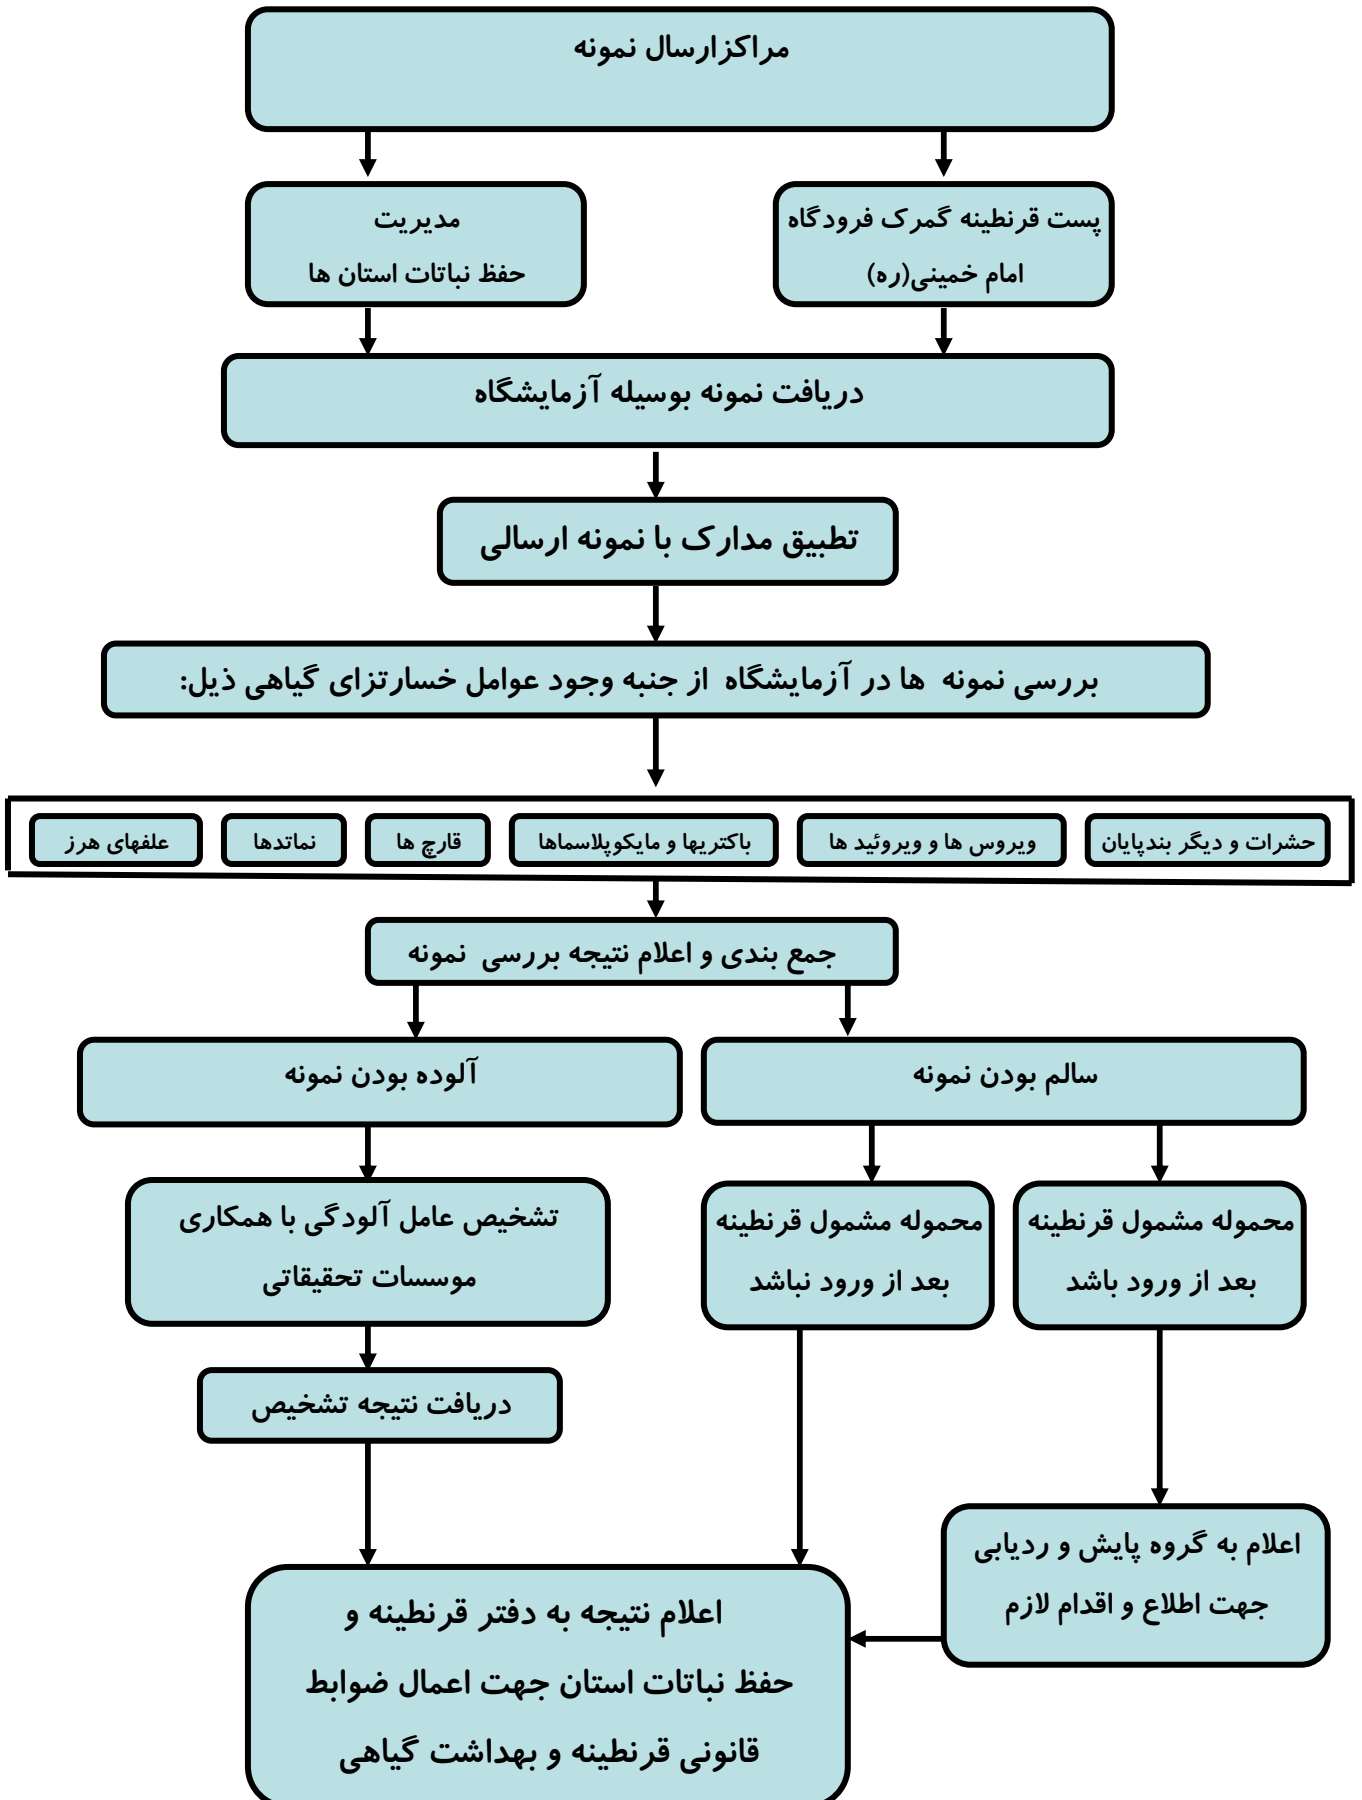 مراکزارسال نمونه
پست قرنطینه گمرک فرودگاه
امام خمینی(ره)
مدیریت
حفظ نباتات استان ها
دریافت نمونه بوسیله آزمایشگاه
تطبیق مدارک با نمونه ارسالی
بررسی نمونه ها در آزمایشگاه از جنبه وجود عوامل خسارتزای گیاهی ذیل:
حشرات و دیگر بندپایان
ویروس ها و ویروئید ها
باکتریها و مایکوپلاسماها
قارچ ها
نماتدها
علفهای هرز
جمع بندی و اعلام نتیجه بررسی نمونه
سالم بودن نمونه
آلوده بودن نمونه
محموله مشمول قرنطینه
بعد از ورود باشد
محموله مشمول قرنطینه
بعد از ورود نباشد
تشخیص عامل آلودگی با همکاری
موسسات تحقیقاتی
دریافت نتیجه تشخیص
اعلام به گروه پایش و ردیابی
جهت اطلاع و اقدام لازم
اعلام نتیجه به دفتر قرنطینه و
حفظ نباتات استان جهت اعمال ضوابط
قانونی قرنطینه و بهداشت گیاهی